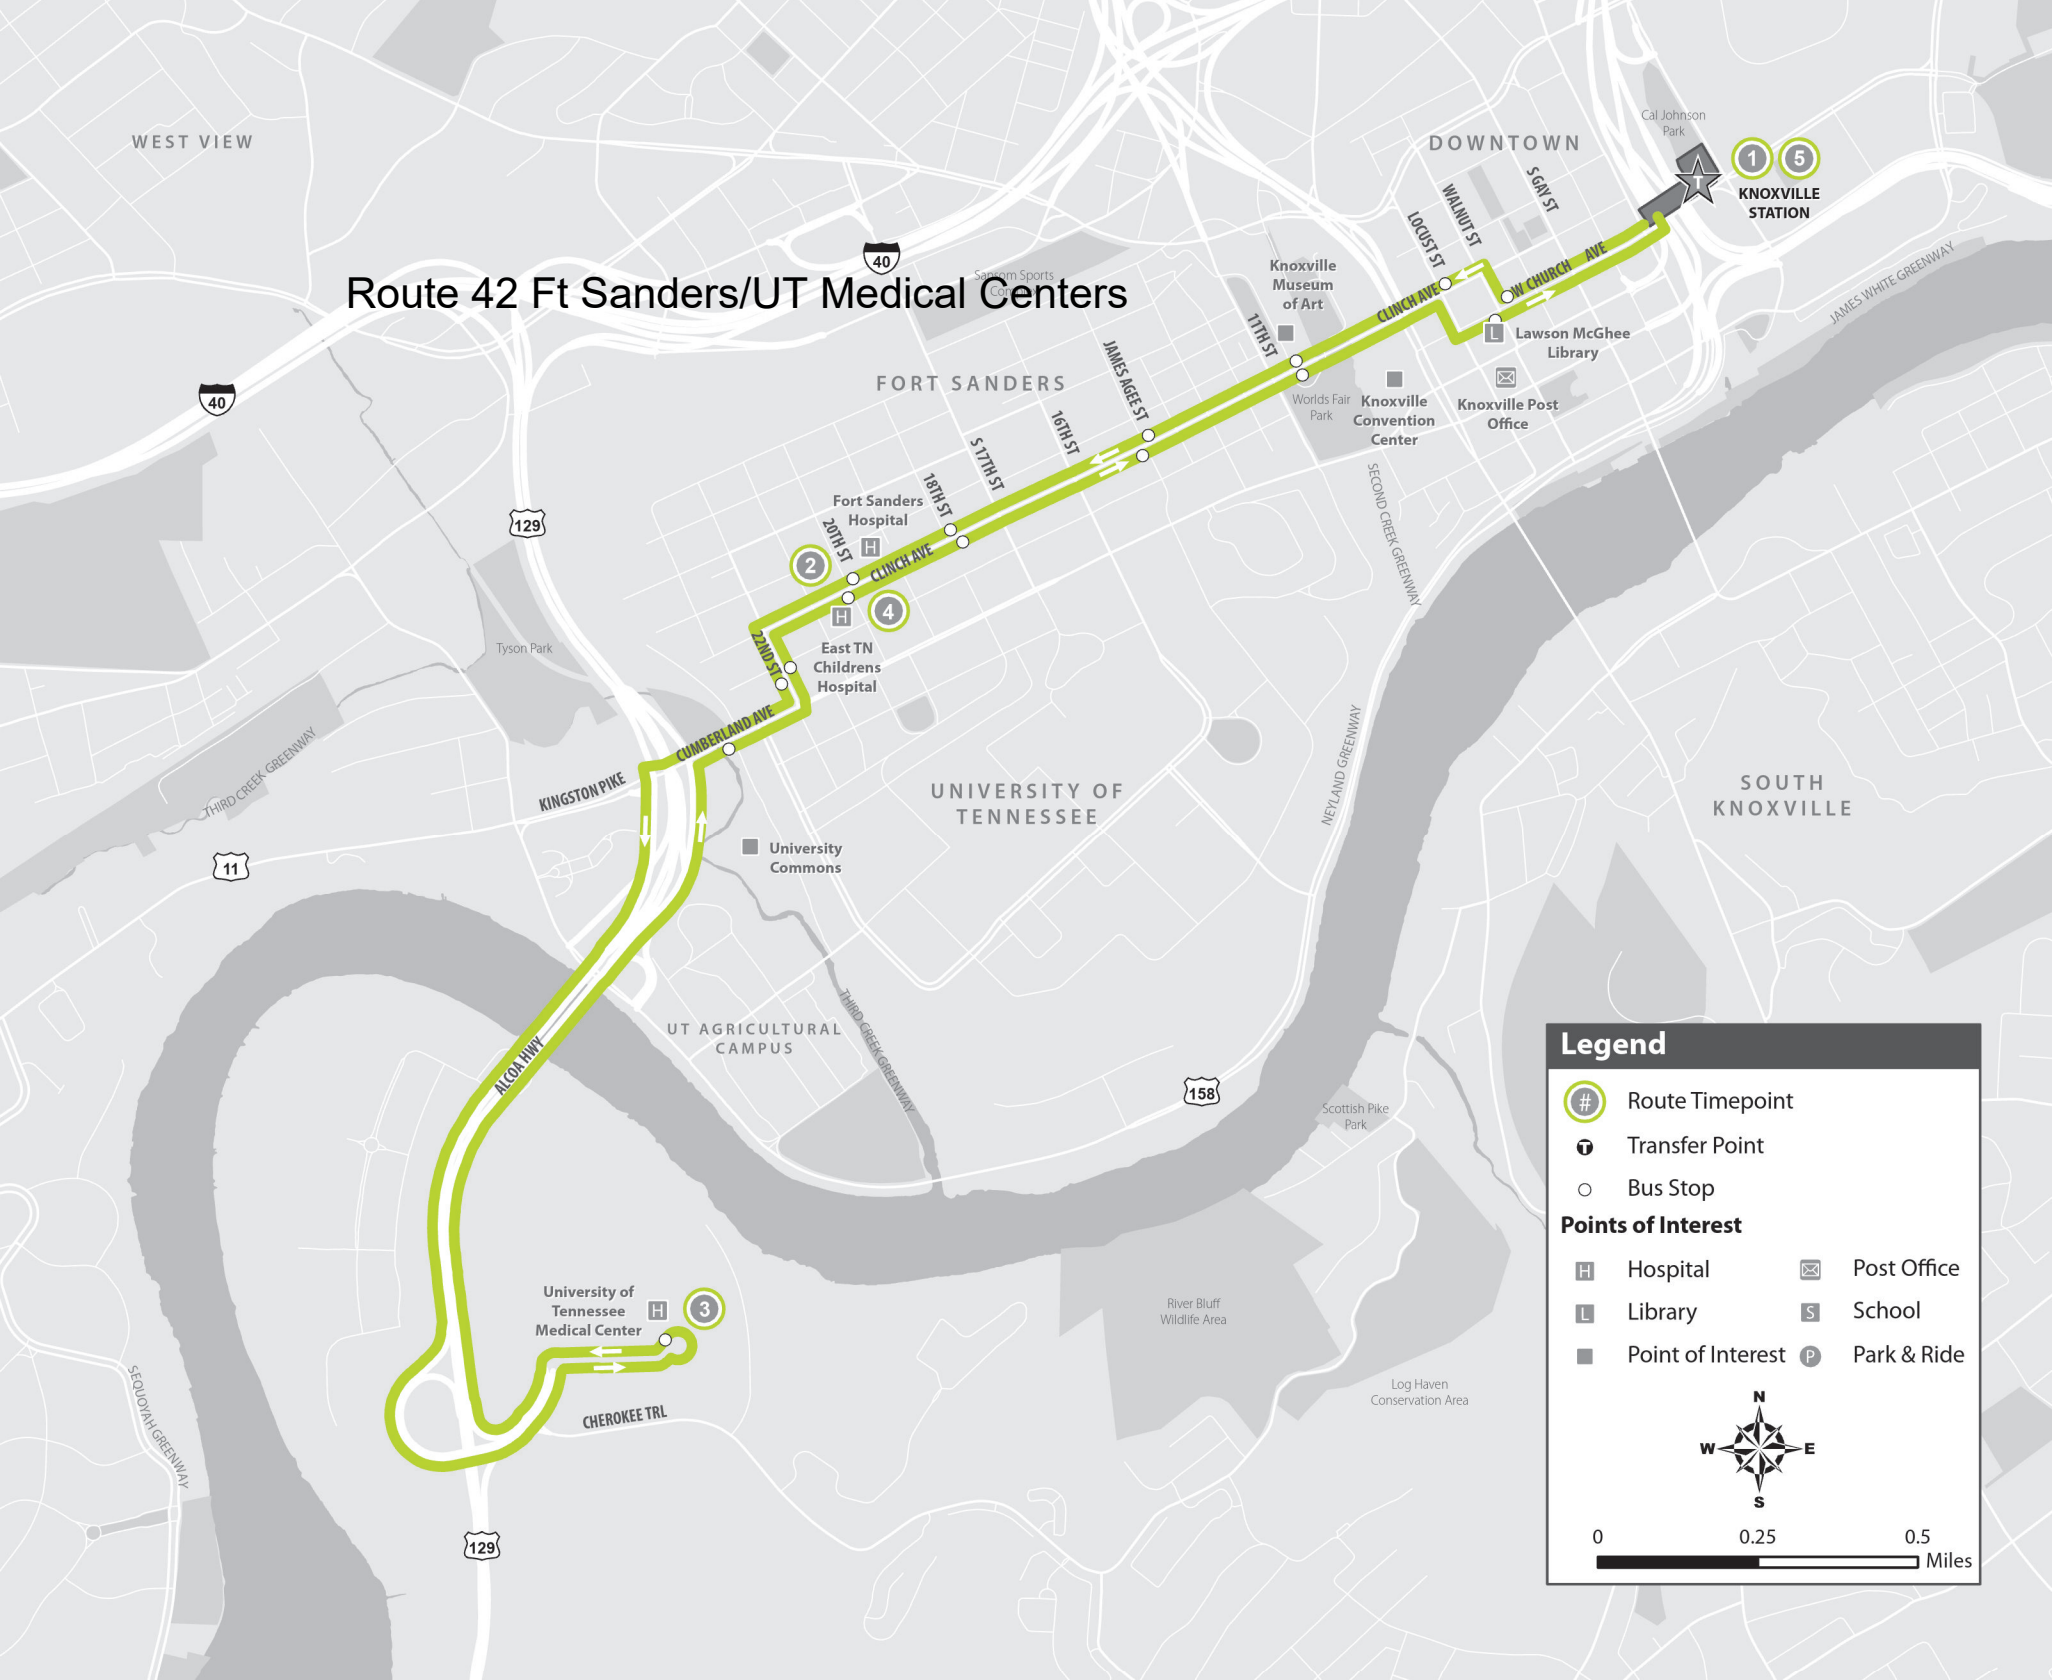 Cal Johnson
Park
WEST VIEW
DOWNTOWN
1
5
KNOXVILLE
STATION
T
S GAY ST
WALNUT ST
LOCUST ST
40
Sansom Sports
Route 42 Ft Sanders/UT Medical Centers
Knoxville
Museum
of Art
W CHURCH AVE
CLINCH AVE
JAMES WHITE GREENWAY
11TH ST
L
Lawson McGhee
Library
JAMES AGEE ST
FORT SANDERS
40
Worlds Fair
Park
Knoxville
Convention
Center
Knoxville Post
Office
16TH ST
S 17TH ST
18TH ST
20TH ST
Fort Sanders
Hospital
H
129
SECOND CREEK GREENWAY
2
CLINCH AVE
H
4
22ND ST
East TN
Childrens
Hospital
Tyson Park
CUMBERLAND AVE
KINGSTON PIKE
THIRD CREEK GREENWAY
NEYLAND GREENWAY
UNIVERSITY OF
TENNESSEE
SOUTH
KNOXVILLE
University
Commons
11
UT AGRICULTURAL
CAMPUS
THIRD CREEK GREENWAY
ALCOA HWY
158
Scottish Pike
Park
University of
Tennessee
Medical Center
H
3
River Bluff
Wildlife Area
Log Haven
Conservation Area
CHEROKEE TRL
SEQUOYAH GREENWAY
129
Legend
# Route Timepoint
T Transfer Point
Bus Stop
Points of Interest
H Hospital
Post Office
L Library
S School
Point of Interest
P Park & Ride
N
W E
S
0 0.25 0.5
Miles